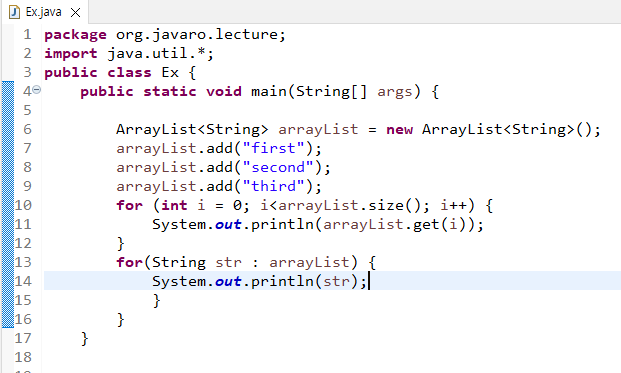 Ex.java
1 package org.javaro.lecture;
2 import java.util.*;
3 public class Ex {
4     public static void main(String[] args) {
5
6         ArrayList<String> arrayList = new ArrayList<String>();
7         arrayList.add("first");
8         arrayList.add("second");
9         arrayList.add("third");
10         for (int i = 0; i<arrayList.size(); i++) {
11             System.out.println(arrayList.get(i));
12         }
13         for(String str : arrayList) {
14             System.out.println(str);
15             }
16         }
17     }
18